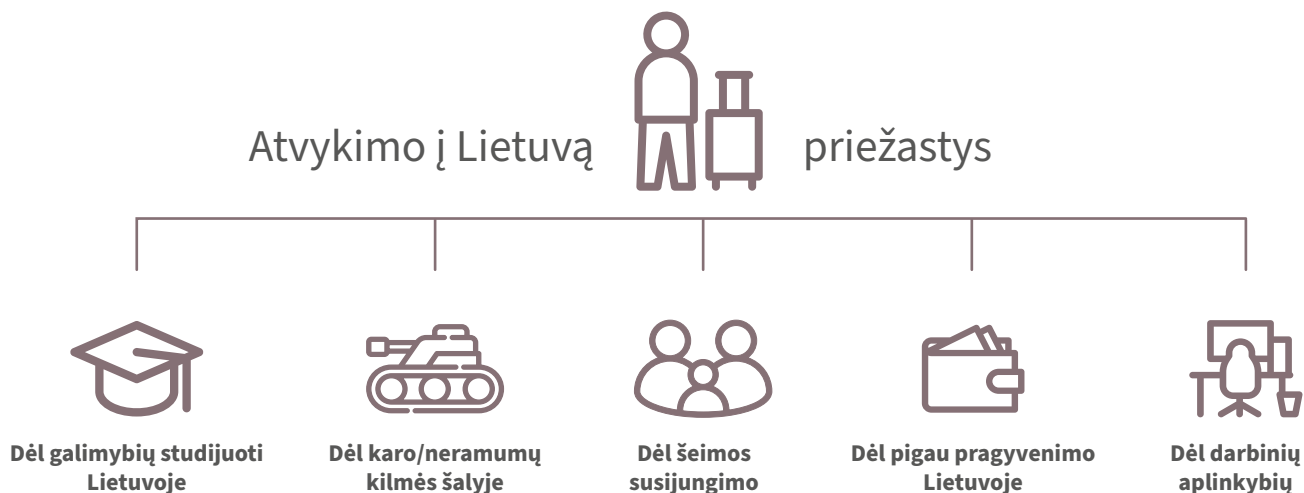 Atvykimo į Lietuvą priežastys
Dėl galimybių studijuoti
Lietuvoje
Dėl karo/neramumų
kilmės šalyje
Dėl šeimos
susijungimo
Dėl pigau pragyvenimo
Lietuvoje
Dėl darbinių
aplinkybių